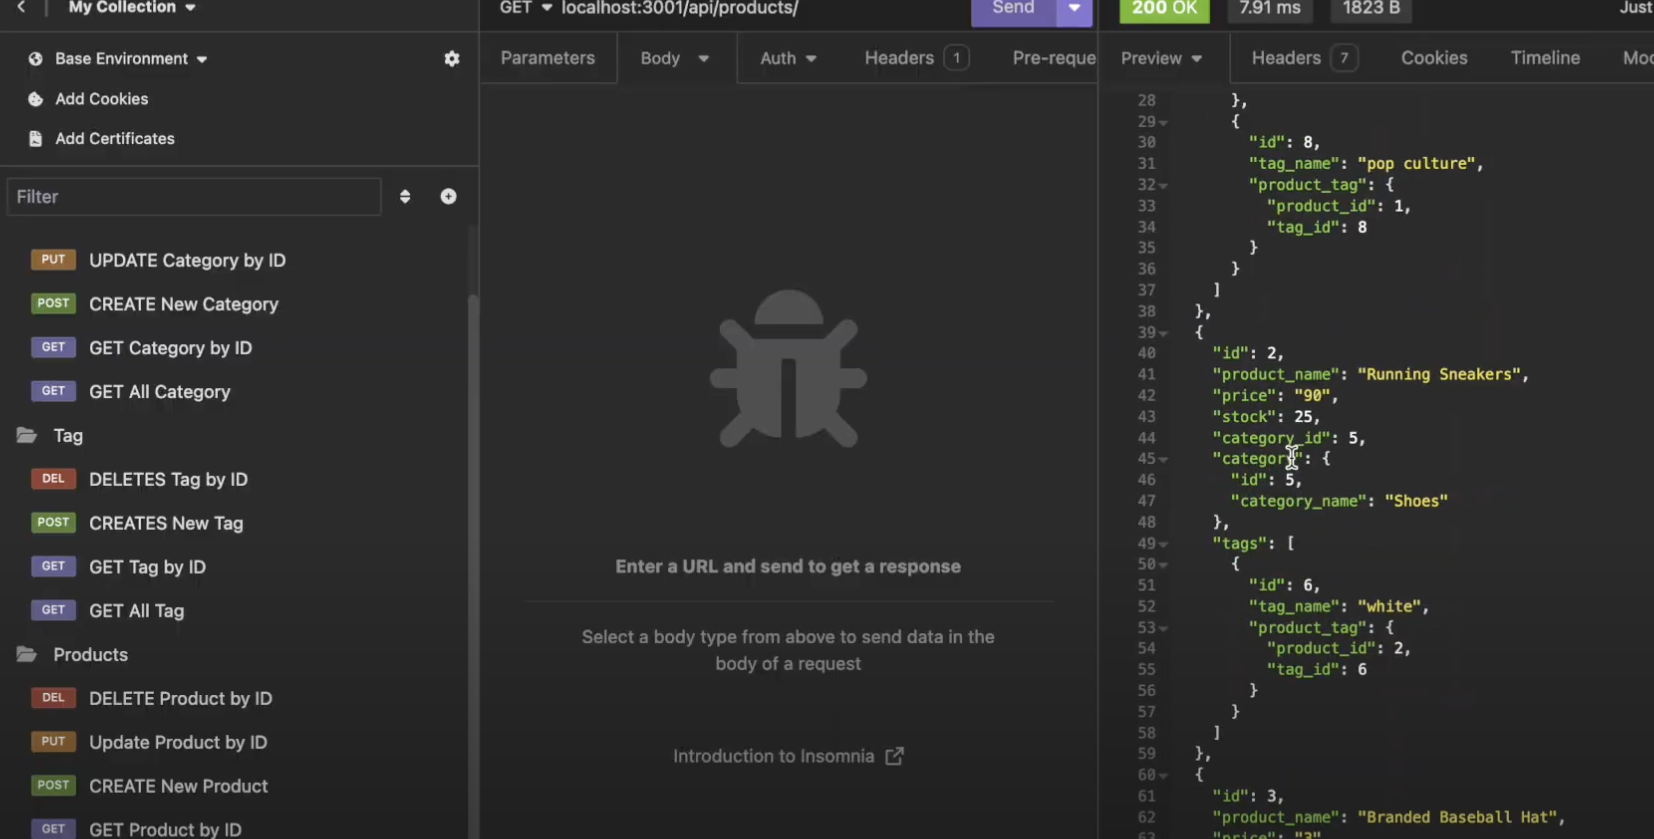 My Collection
Base Environment
Add Cookies
Add Certificates
Filter
PUT UPDATE Category by ID
POST CREATE New Category
GET GET Category by ID
GET GET All Category
Tag
DEL DELETES Tag by ID
POST CREATES New Tag
GET GET Tag by ID
GET GET All Tag
Products
DEL DELETE Product by ID
PUT Update Product by ID
POST CREATE New Product
GET GET Product by ID
GET localhost:3001/api/products/ Send
Parameters Body Auth Headers 1 Pre-reque
Enter a URL and send to get a response
Select a body type from above to send data in the
body of a request
Introduction to Insomnia
200 OK 7.91 ms 1823 B Just
Preview Headers 7 Cookies Timeline Moc
28 },
29 {
30 "id": 8,
31 "tag_name": "pop culture",
32 "product_tag": {
33 "product_id": 1,
34 "tag_id": 8
35 }
36 }
37 ]
38 },
39 {
40 "id": 2,
41 "product_name": "Running Sneakers",
42 "price": "90",
43 "stock": 25,
44 "category_id": 5,
45 "category": {
46 "id": 5,
47 "category_name": "Shoes"
48 },
49 "tags": [
50 {
51 "id": 6,
52 "tag_name": "white",
53 "product_tag": {
54 "product_id": 2,
55 "tag_id": 6
56 }
57 }
58 ]
59 },
60 {
61 "id": 3,
62 "product_name": "Branded Baseball Hat",